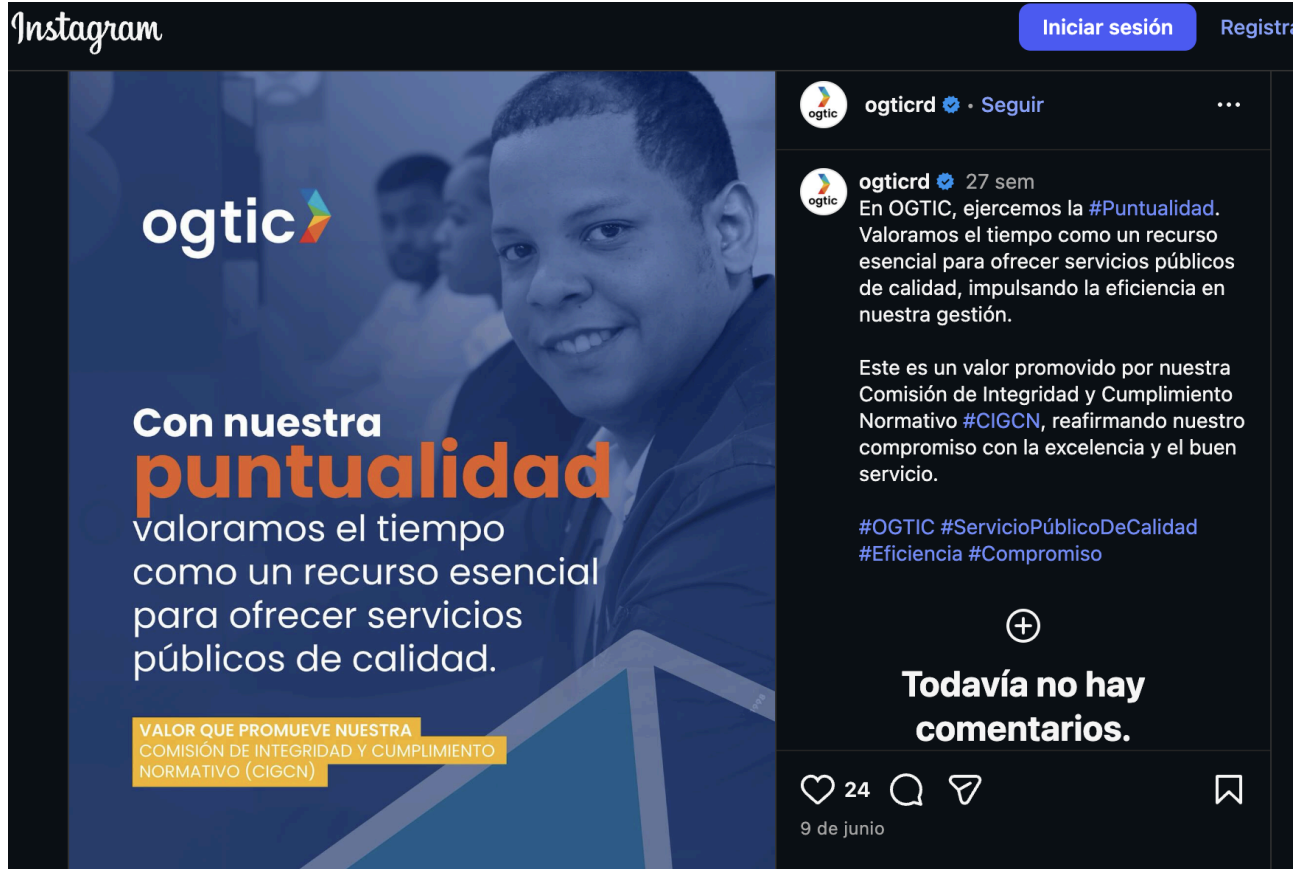 Instagram
Iniciar sesión
ogtic
Con nuestra
puntualidad
valoramos el tiempo
como un recurso esencial
para ofrecer servicios
públicos de calidad.
VALOR QUE PROMUEVE NUESTRA
COMISIÓN DE INTEGRIDAD Y CUMPLIMIENTO
NORMATIVO (CIGCN)
ogtic
ogticrd • Seguir
ogtic
ogticrd 27 sem
En OGTIC, ejercemos la #Puntualidad.
Valoramos el tiempo como un recurso
esencial para ofrecer servicios públicos
de calidad, impulsando la eficiencia en
nuestra gestión.
Este es un valor promovido por nuestra
Comisión de Integridad y Cumplimiento
Normativo #CIGCN, reafirmando nuestro
compromiso con la excelencia y el buen
servicio.
#OGTIC #ServicioPúblicoDeCalidad
#Eficiencia #Compromiso
Todavía no hay
comentarios.
24
9 de junio